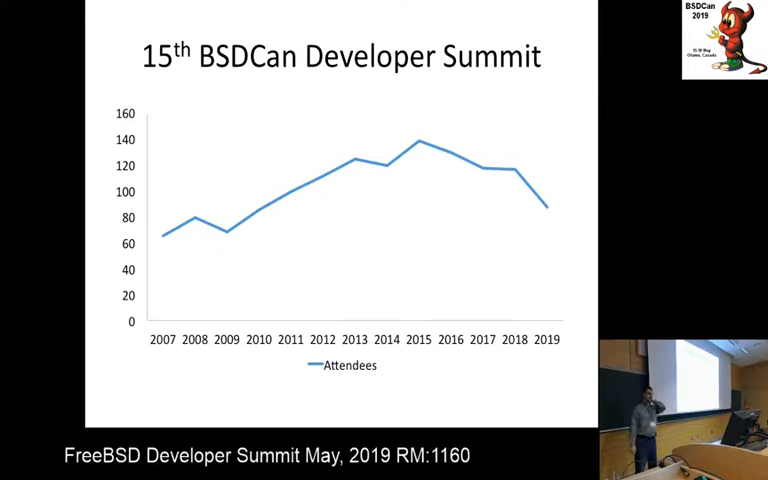 15th BSDCan Developer Summit
BSDCan
2019
15-18 May
Ottawa, Canada
160
140
120
100
80
60
40
20
0
2007 2008 2009 2010 2011 2012 2013 2014 2015 2016 2017 2018 2019
Attendees
FreeBSD Developer Summit May, 2019 RM:1160